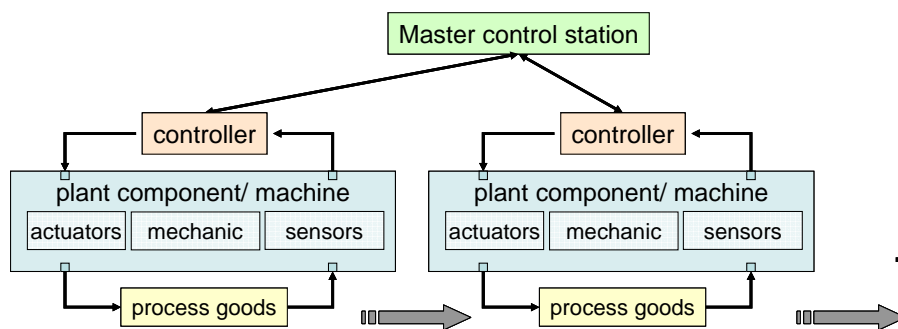 Master control station
controller
controller
plant component/ machine
actuators
mechanic
sensors
plant component/ machine
actuators
mechanic
sensors
process goods
process goods